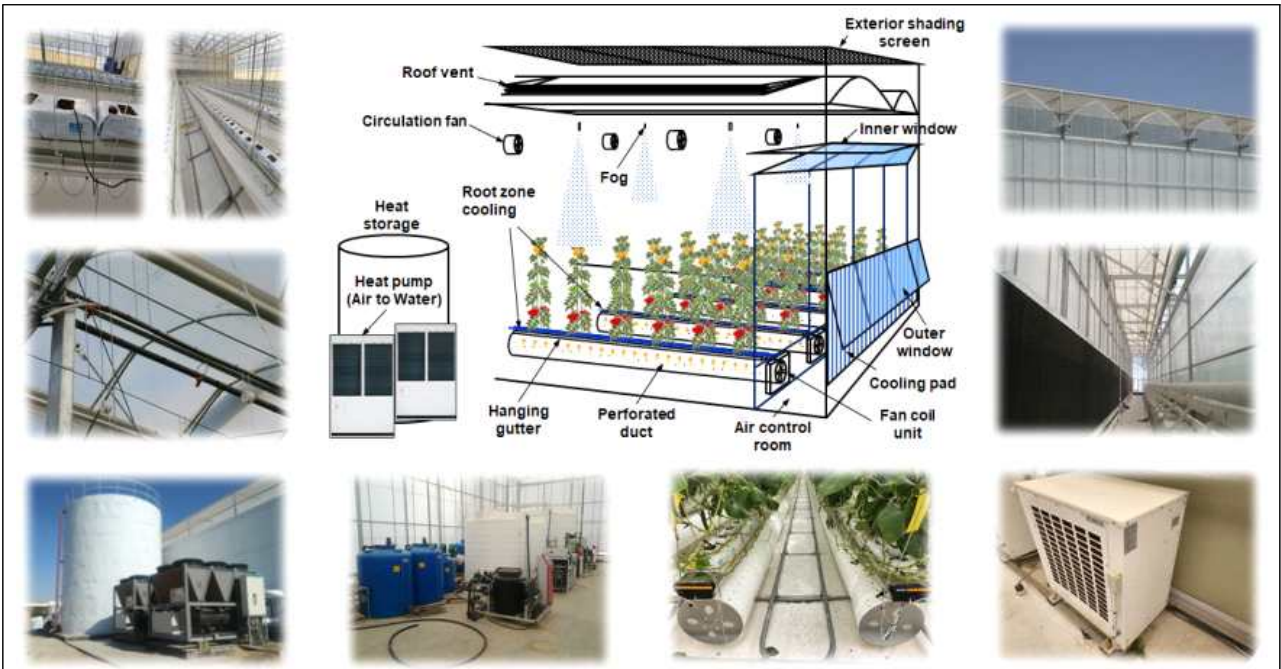 Exterior shading
screen
Roof vent
Circulation fan
Inner window
Fog
Root zone
cooling
Heat
storage
Heat pump
(Air to Water)
Outer
window
Cooling pad
Hanging
gutter
Perforated
duct
Air control
room
Fan coil
unit